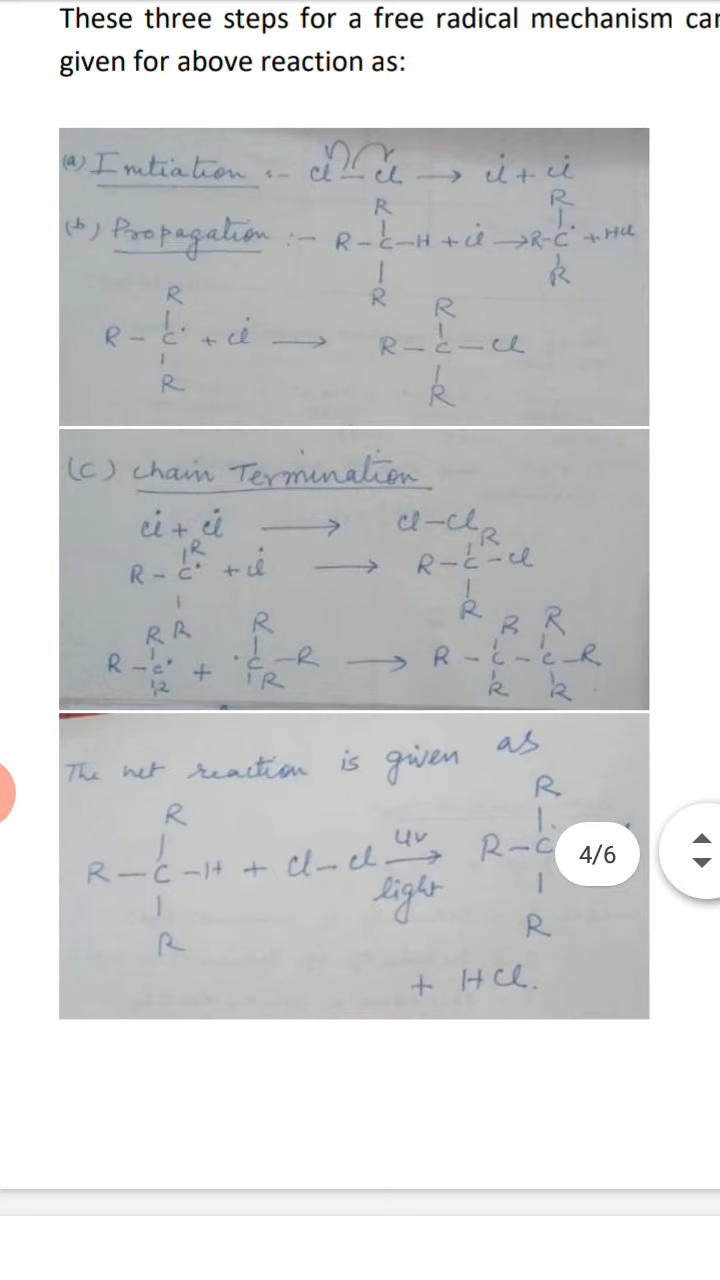 These three steps for a free radical mechanism can
given for above reaction as:
(a) Initiation :- Cl–Cl → Cl̇ + Cl̇
R
R
(b) Propagation :- R–C–H + Cl̇ → R–C· + HCl
R
R
R
R
R – C· + Cl̇ → R–C–Cl
R
R
(C) Chain Termination
Cl̇ + Cl̇ → Cl–Cl
R
R
R – C· + Cl̇ → R–C–Cl
R
R
R
R
R
R
R – C· + ·C–R → R – C – C–R
R
R
R
R
The net reaction is given as
R
R
R–C–H + Cl–Cl uv → light R–C
R
R
+ HCl.
4/6